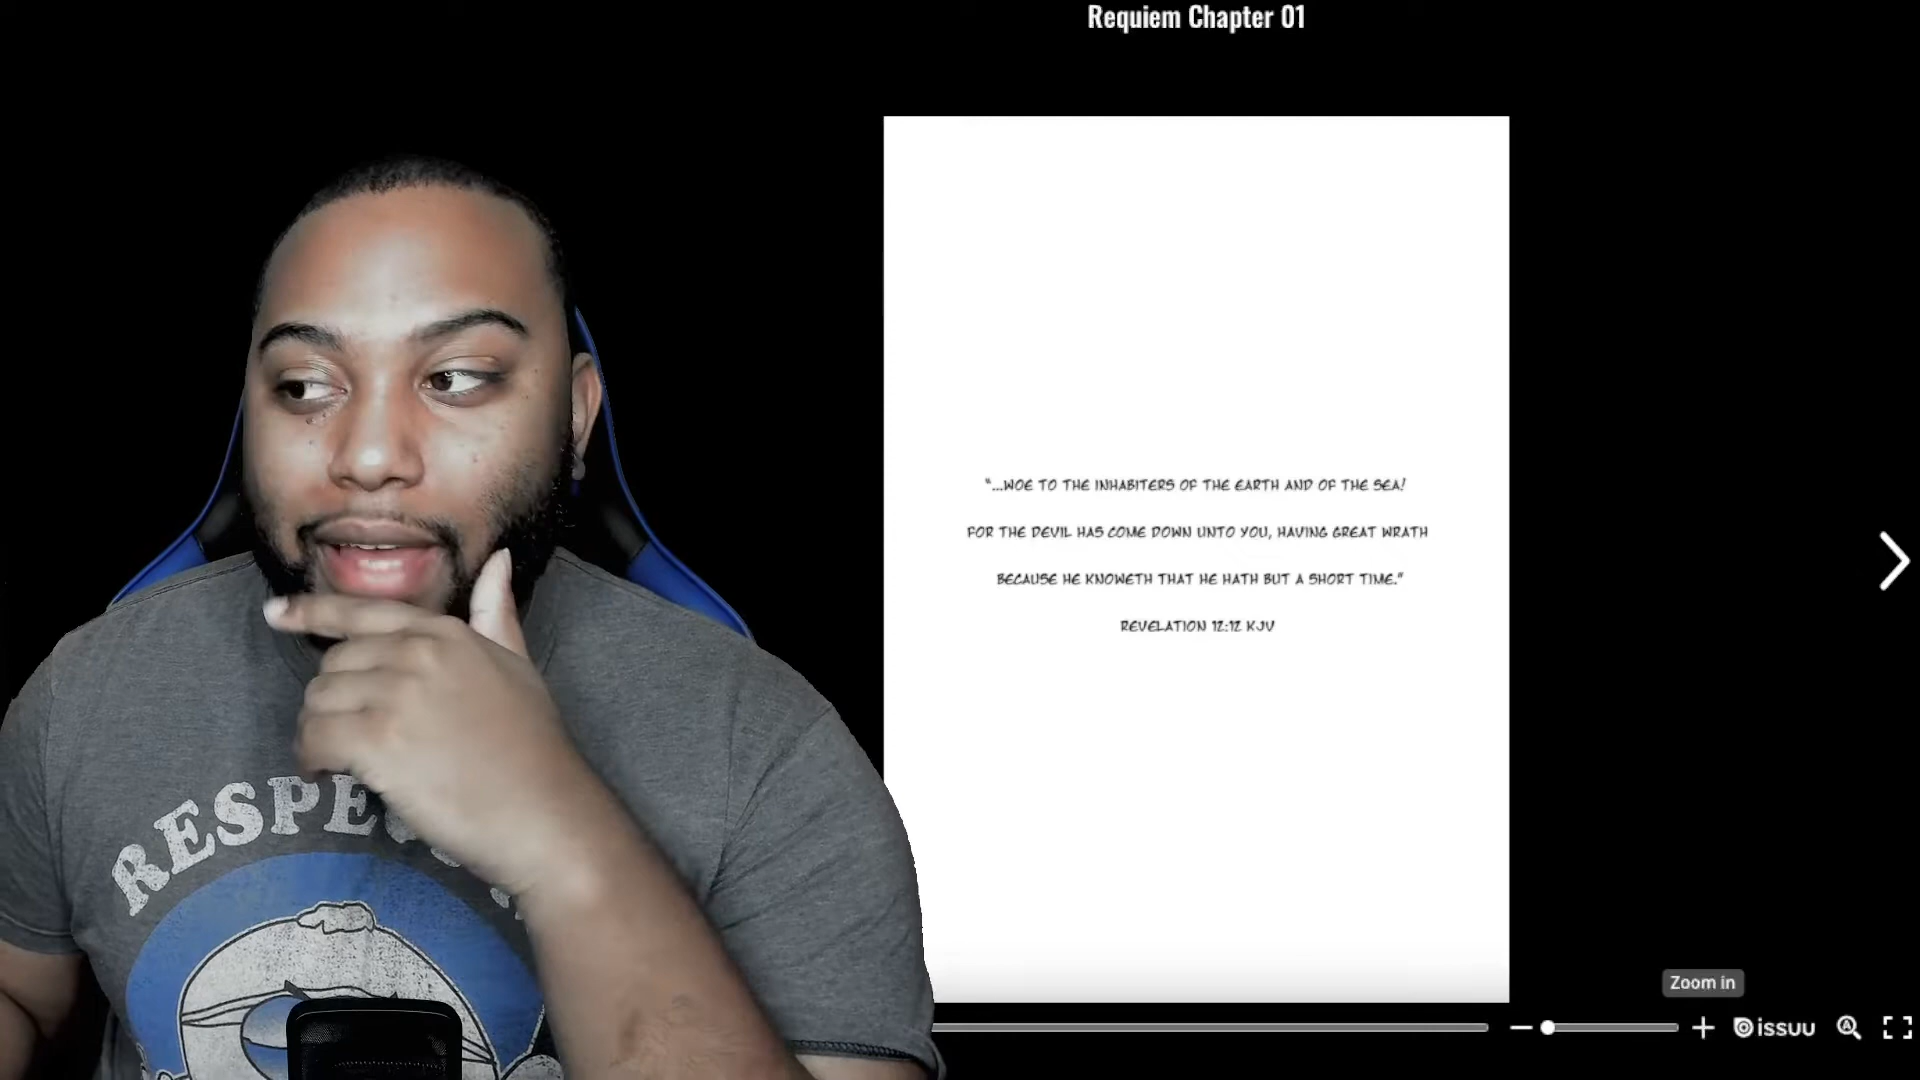 Requiem Chapter 01
"...WOE TO THE INHABITERS OF THE EARTH AND OF THE SEA!
FOR THE DEVIL HAS COME DOWN UNTO YOU, HAVING GREAT WRATH
BECAUSE HE KNOWETH THAT HE HATH BUT A SHORT TIME."
REVELATION 12:12 KJV
Zoom in
issuu